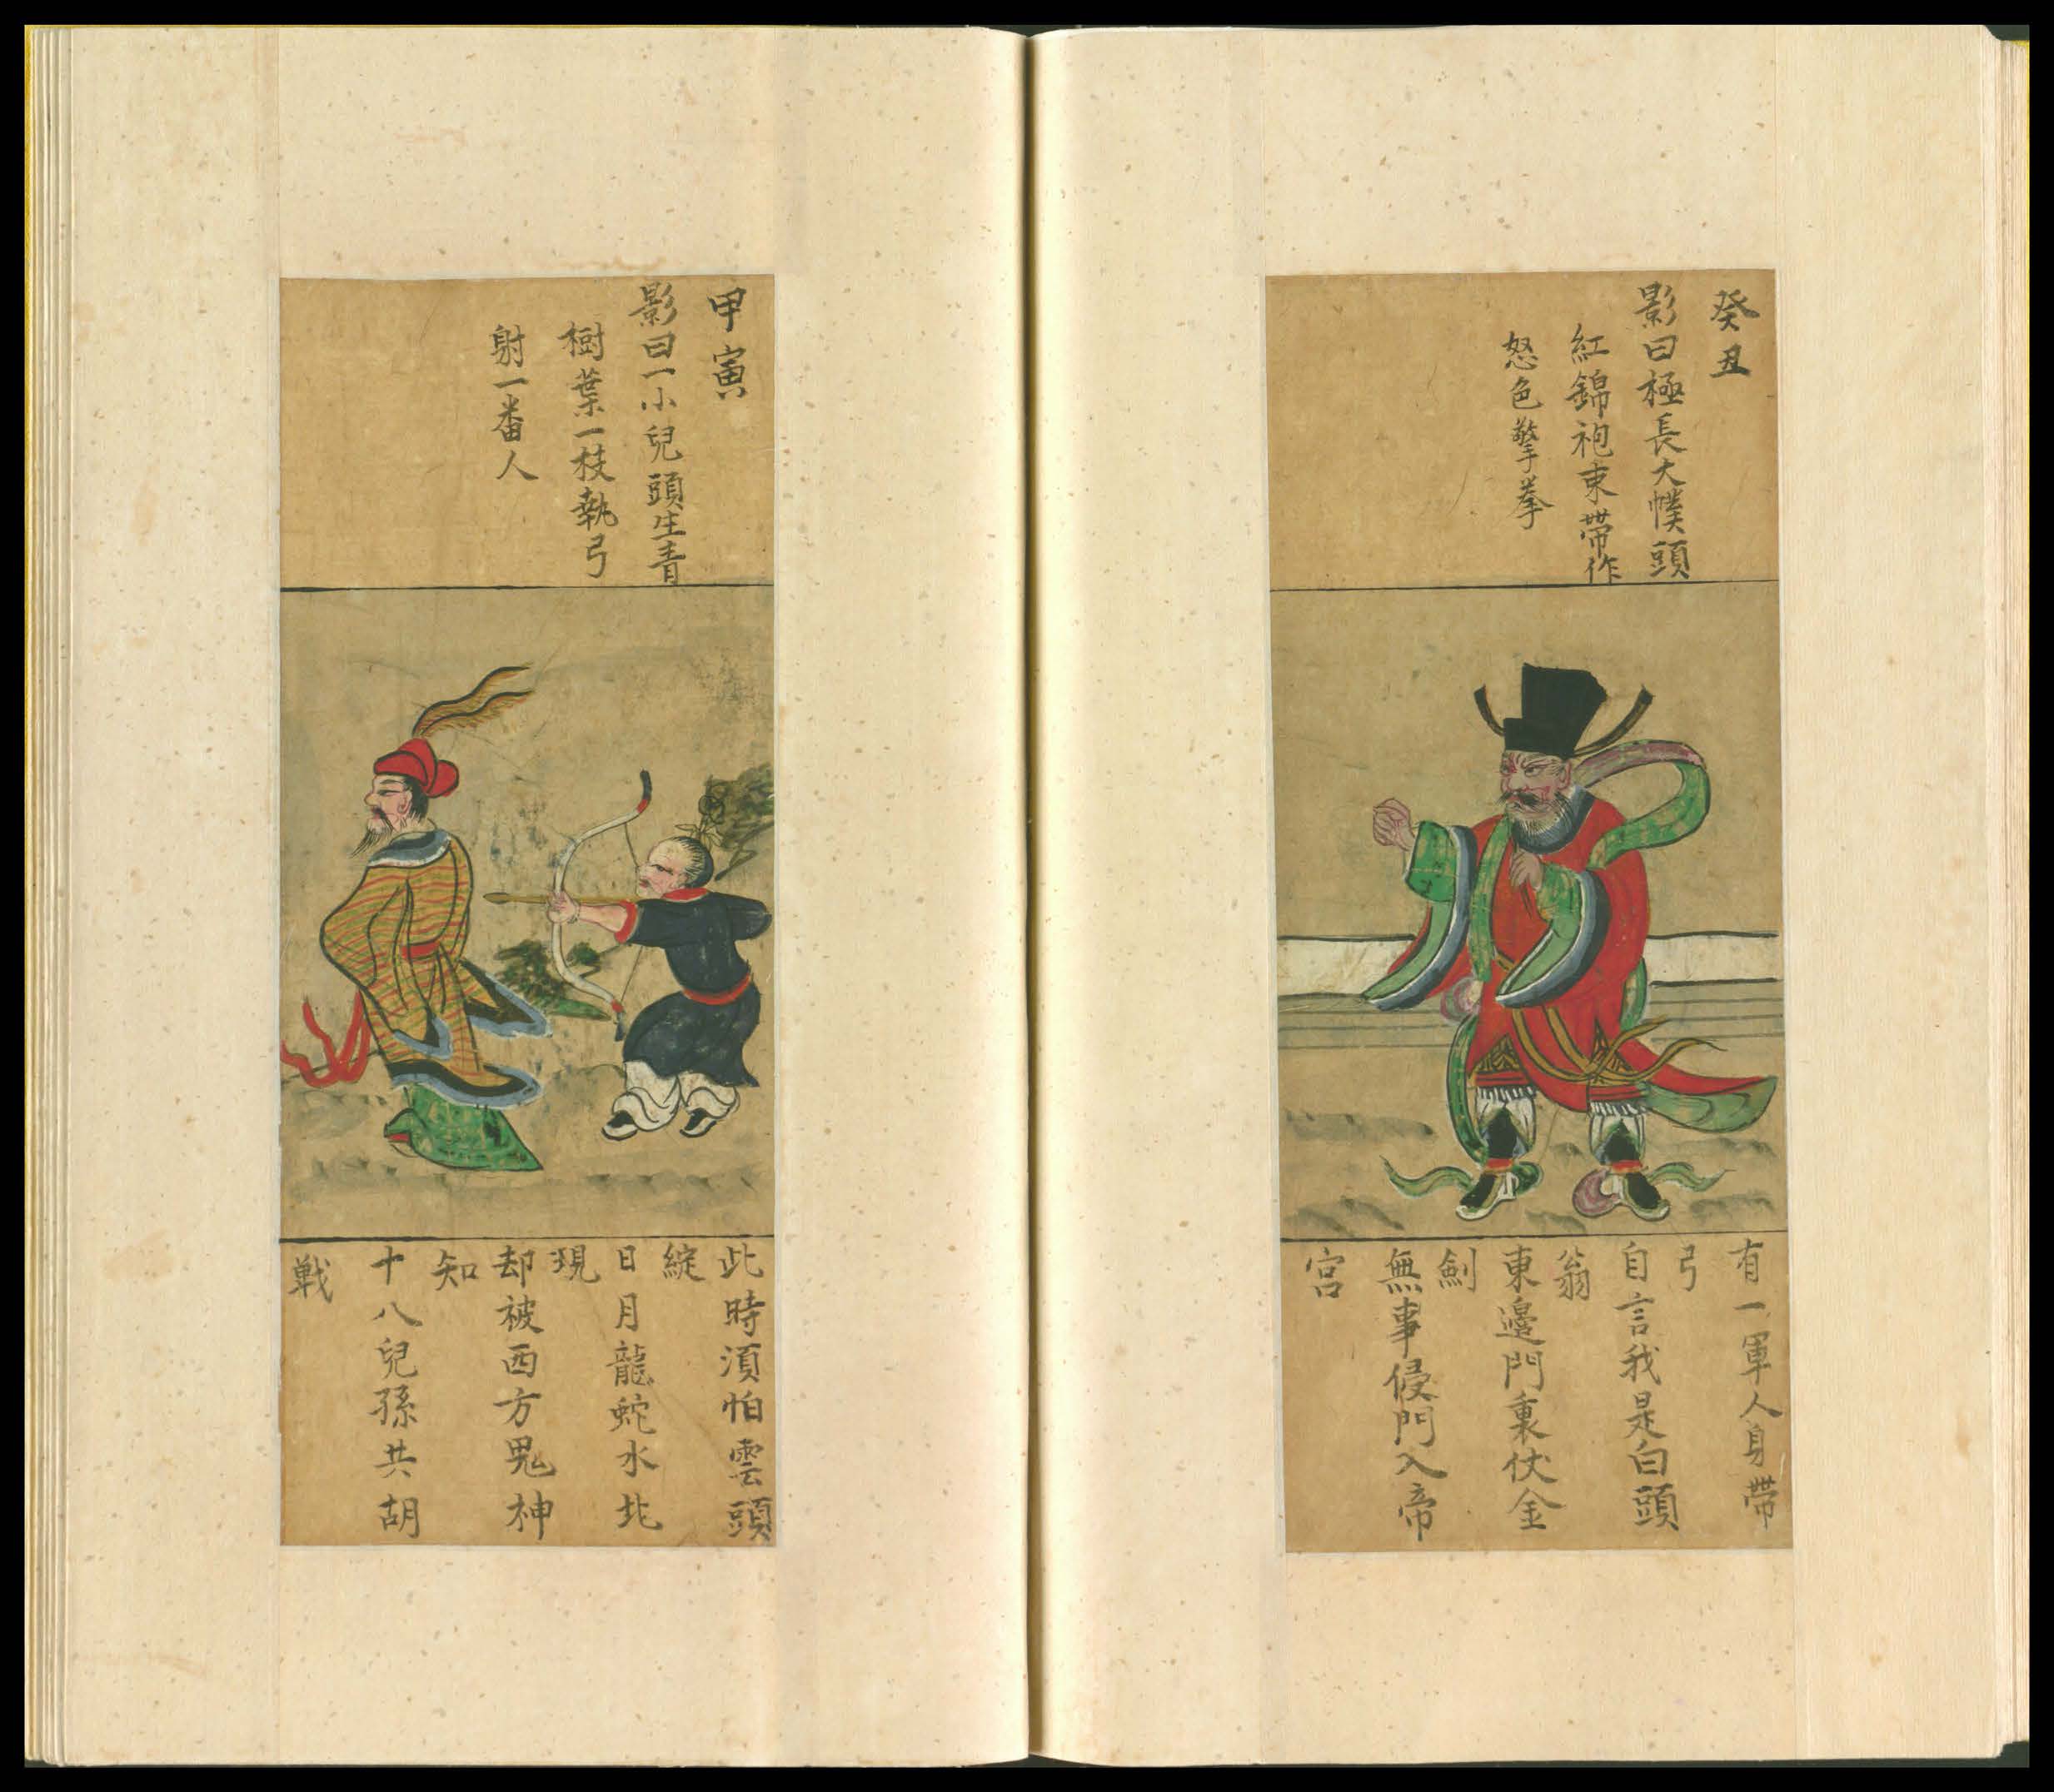 癸丑
影曰極長大幞頭
紅錦袍束帶作
怒色擎拳
有一軍人身帶
弓
自言我是白頭
翁
東邊門裏伏金
劍
無事侵門入帝
宮
甲寅
影曰一小兒頭生青
樹葉一枝執弓
射一番人
此時湏怕雲頭
綻
日月龍蛇水北
現
却被西方鬼神
知
十八兒孫共胡
戰